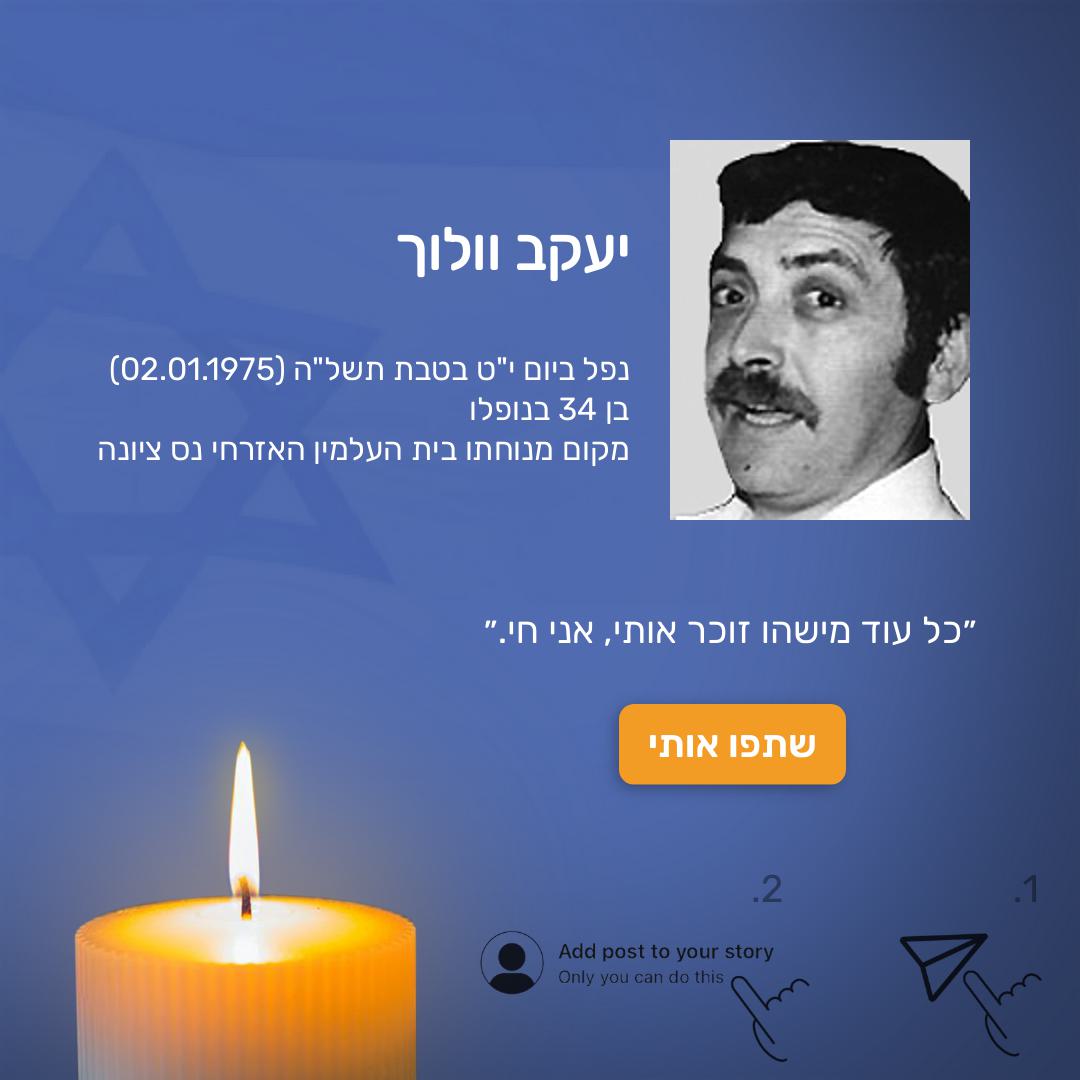 יעקב וולוך
נפל ביום י"ט בטבת תשל"ה (02.01.1975)
בן 34 בנופלו
מקום מנוחתו בית העלמין האזרחי נס ציונה
״כל עוד מישהו זוכר אותי, אני חי.״
שתפו אותי
1.
2.
Add post to your story
Only you can do this